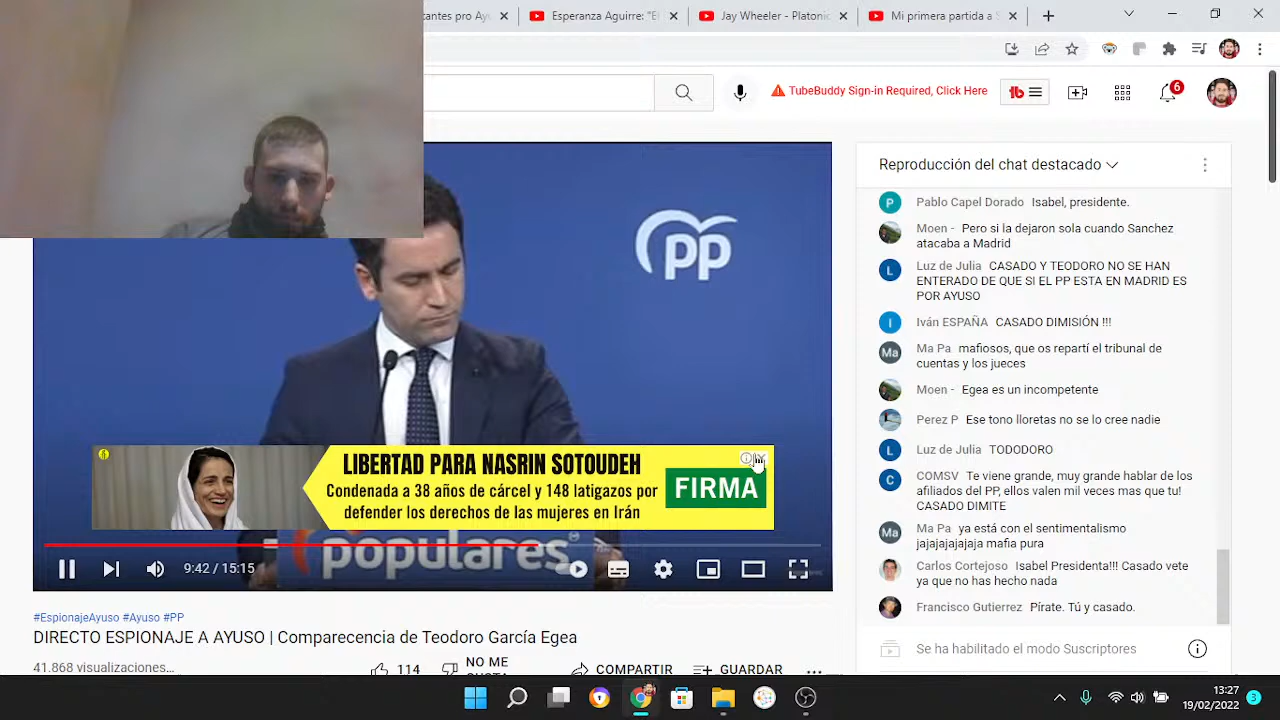 tantes pro Ay
Esperanza Aguirre: "El
Jay Wheeler - Platonic
Mi primera partida a S
TubeBuddy Sign-in Required, Click Here
tb
6
Reproducción del chat destacado
Pablo Capel Dorado Isabel, presidente.
Moen - Pero si la dejaron sola cuando Sanchez
atacaba a Madrid
L Luz de Julia CASADO Y TEODORO NO SE HAN
ENTERADO DE QUE SI EL PP ESTA EN MADRID ES
POR AYUSO
I Iván ESPAÑA CASADO DIMISIÓN !!!
Ma Ma Pa mafiosos, que os repartí el tribunal de
cuentas y los jueces
Moen - Egea es un incompetente
Perez P Ese tono lloretas no se lo cree nadie
L Luz de Julia TODODORO
C COMSV Te viene grande, muy grande hablar de los
afiliados del PP, ellos valen mil veces mas que tu!
CASADO DIMITE
Ma Ma Pa ya está con el sentimentalismo
jajajajajajaja mafia pura
Carlos Cortejoso Isabel Presidenta!!! Casado vete
ya que no has hecho nada
Francisco Gutierrez Pírate. Tú y casado.
Se ha habilitado el modo Suscriptores
pp
LIBERTAD PARA NASRIN SOTOUDEH
Condenada a 38 años de cárcel y 148 latigazos por
defender los derechos de las mujeres en Irán
FIRMA
populares
9:42 / 15:15
#EspionajeAyuso #Ayuso #PP
DIRECTO ESPIONAJE A AYUSO | Comparecencia de Teodoro García Egea
41.868 visualizaciones...
114
NO ME
GUSTA
COMPARTIR
GUARDAR
13:27
19/02/2022
3